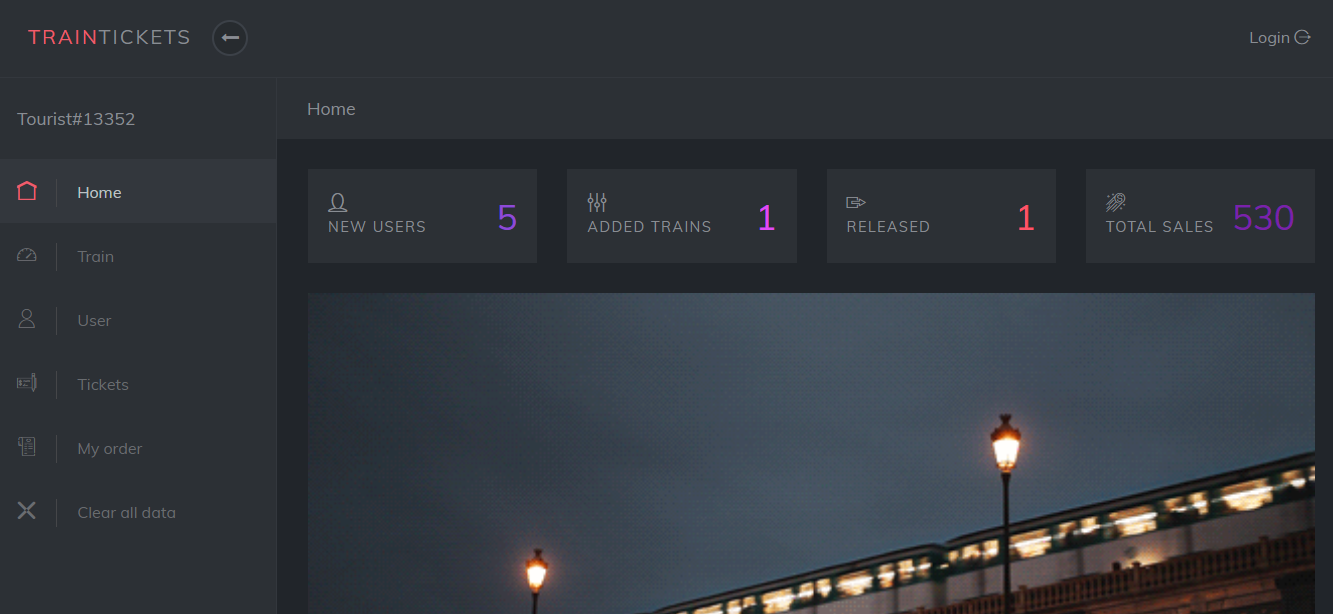 TRAINTICKETS
Login
Tourist#13352
Home
Home
Train
User
Tickets
My order
Clear all data
NEW USERS 5
ADDED TRAINS 1
RELEASED 1
TOTAL SALES 530